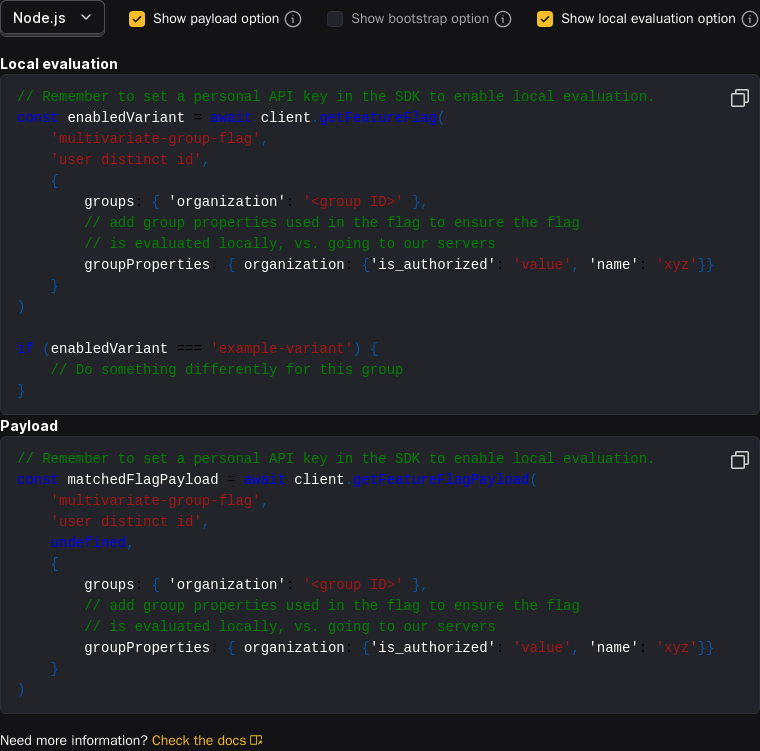 Node.js Show payload option Show bootstrap option Show local evaluation option
Local evaluation
// Remember to set a personal API key in the SDK to enable local evaluation.
const enabledVariant = await client.getFeatureFlag(
    'multivariate-group-flag',
    'user distinct id',
    {
        groups: { 'organization': '<group ID>' },
        // add group properties used in the flag to ensure the flag
        // is evaluated locally, vs. going to our servers
        groupProperties: { organization: {'is_authorized': 'value', 'name': 'xyz'}}
    }
)
if (enabledVariant === 'example-variant') {
    // Do something differently for this group
}
Payload
// Remember to set a personal API key in the SDK to enable local evaluation.
const matchedFlagPayload = await client.getFeatureFlagPayload(
    'multivariate-group-flag',
    'user distinct id',
    undefined,
    {
        groups: { 'organization': '<group ID>' },
        // add group properties used in the flag to ensure the flag
        // is evaluated locally, vs. going to our servers
        groupProperties: { organization: {'is_authorized': 'value', 'name': 'xyz'}}
    }
)
Need more information? Check the docs